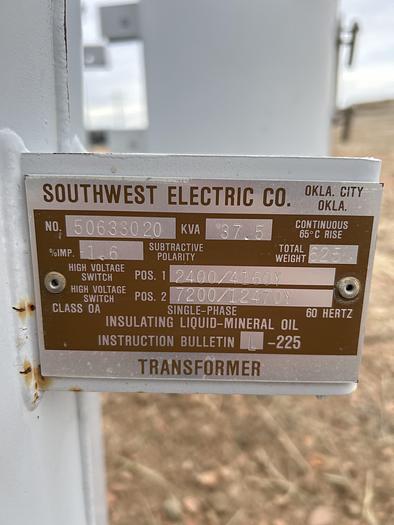 SOUTHWEST ELECTRIC CO. OKLA. CITY OKLA.
NO. 50633020 KVA 37.5 CONTINUOUS 65°C RISE
%IMP. 1.6 SUBTRACTIVE POLARITY TOTAL WEIGHT
HIGH VOLTAGE SWITCH POS. 1 2400/4160Y
HIGH VOLTAGE SWITCH POS. 2 7200/12470Y
CLASS OA SINGLE-PHASE 60 HERTZ
INSULATING LIQUID-MINERAL OIL
INSTRUCTION BULLETIN L -225
TRANSFORMER